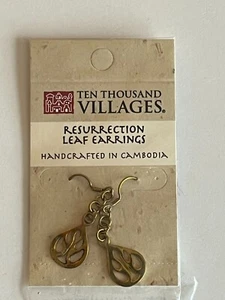 TEN THOUSAND
VILLAGES.
RESURRECTION
LEAF EARRINGS
HANDCRAFTED IN CAMBODIA